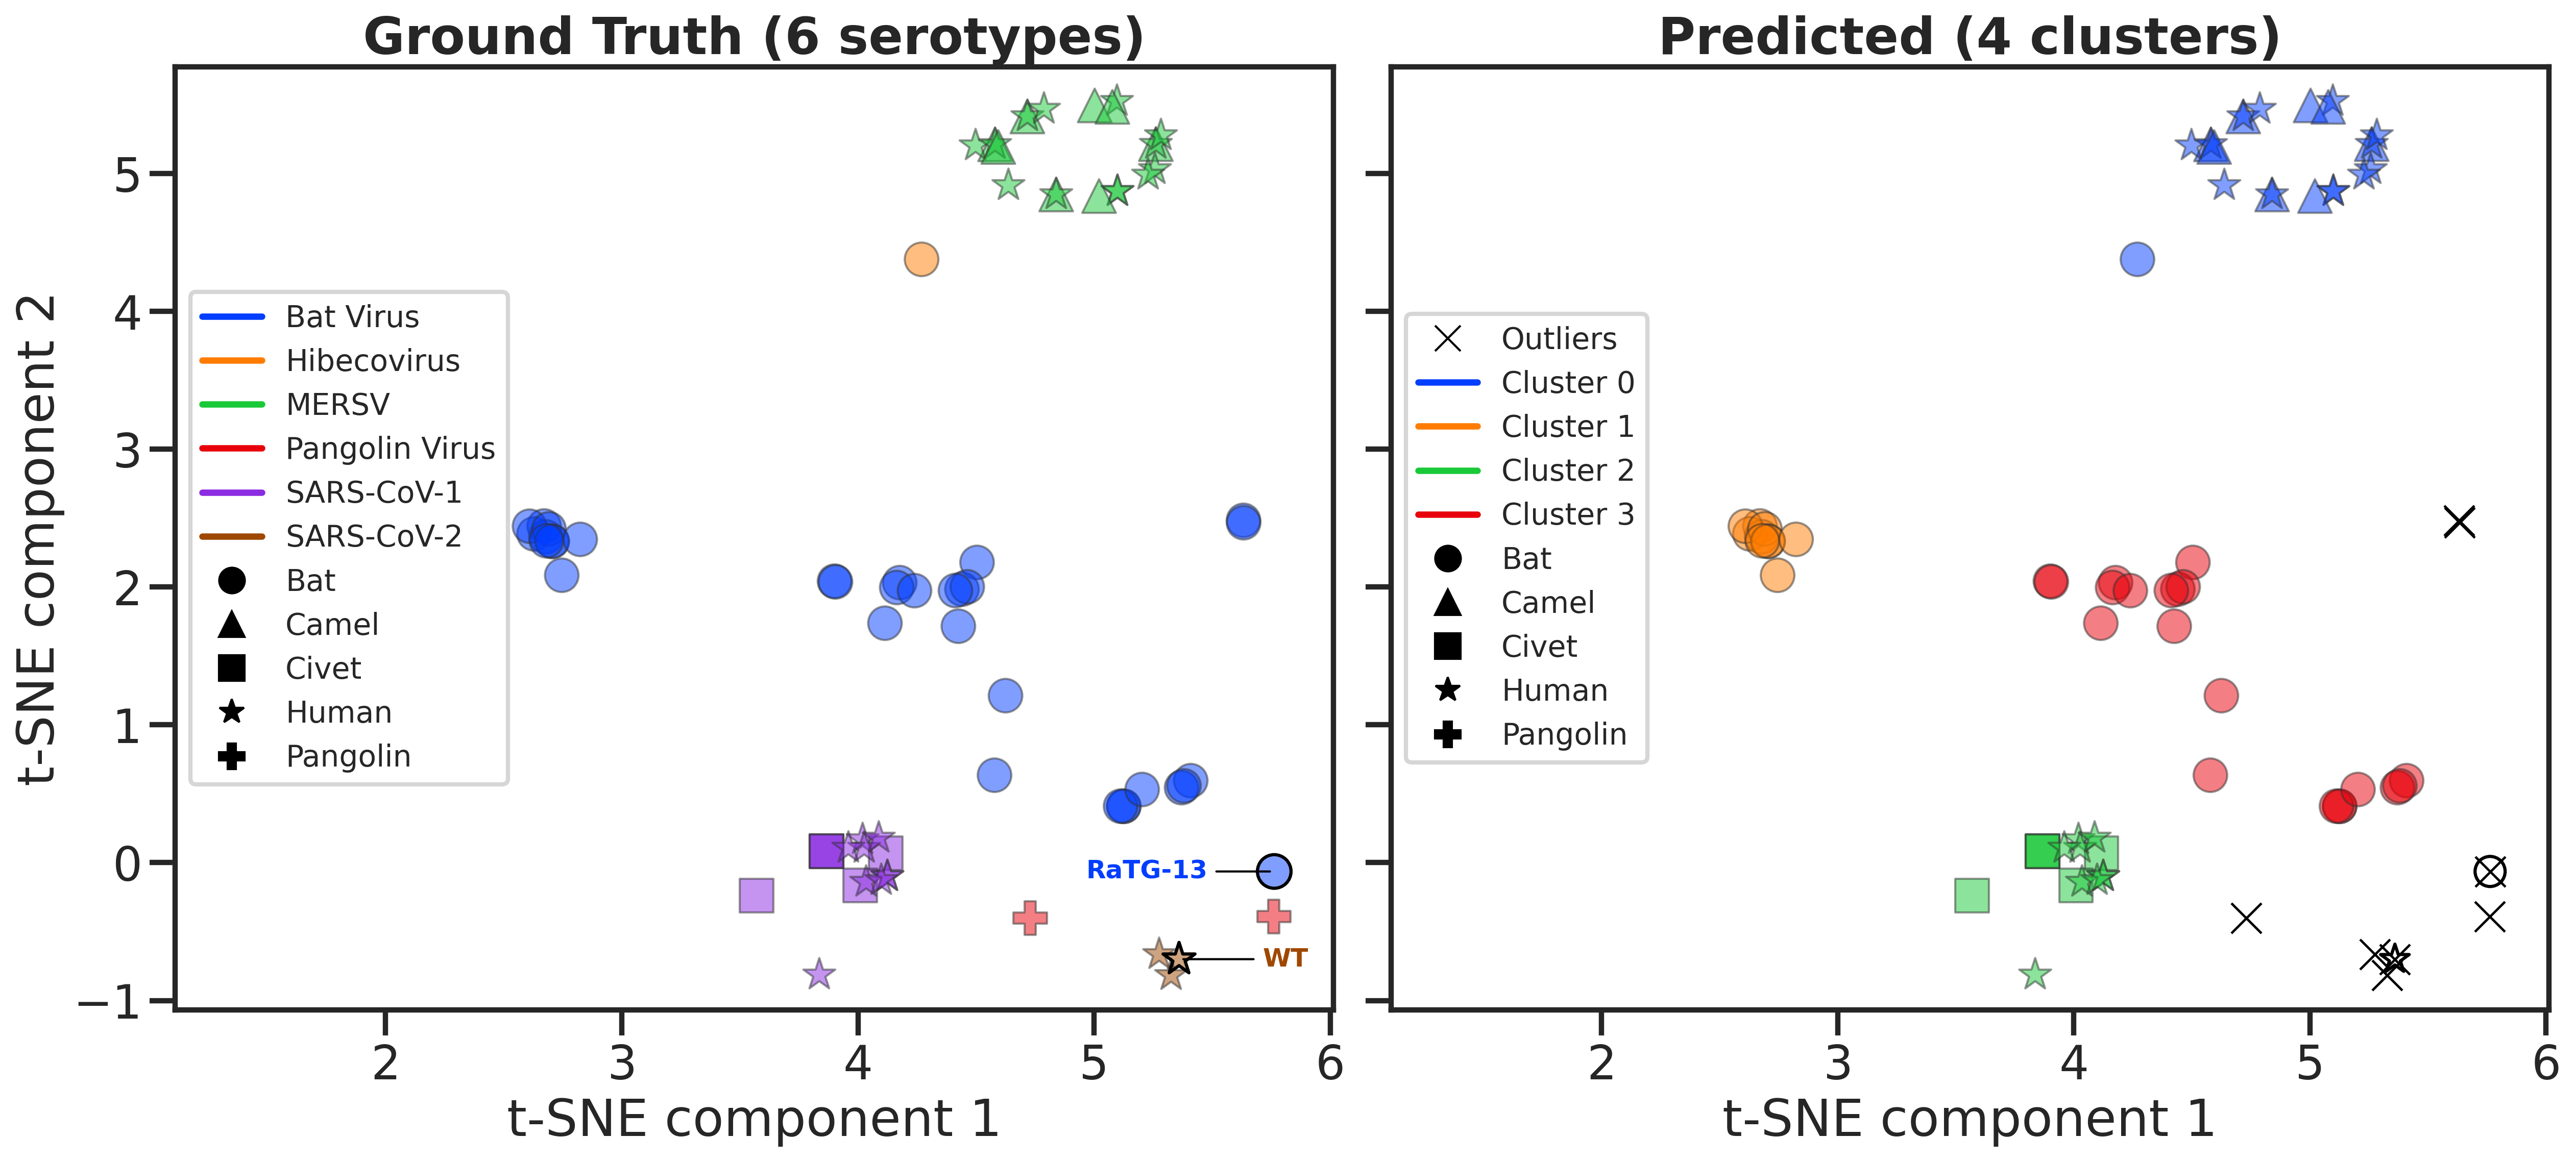 Ground Truth (6 serotypes)
t-SNE component 2
5
4
3
2
1
0
−1
Bat Virus
Hibecovirus
MERSV
Pangolin Virus
SARS-CoV-1
SARS-CoV-2
Bat
Camel
Civet
Human
Pangolin
RaTG-13
WT
2 3 4 5 6
t-SNE component 1
Predicted (4 clusters)
Outliers
Cluster 0
Cluster 1
Cluster 2
Cluster 3
Bat
Camel
Civet
Human
Pangolin
2 3 4 5 6
t-SNE component 1